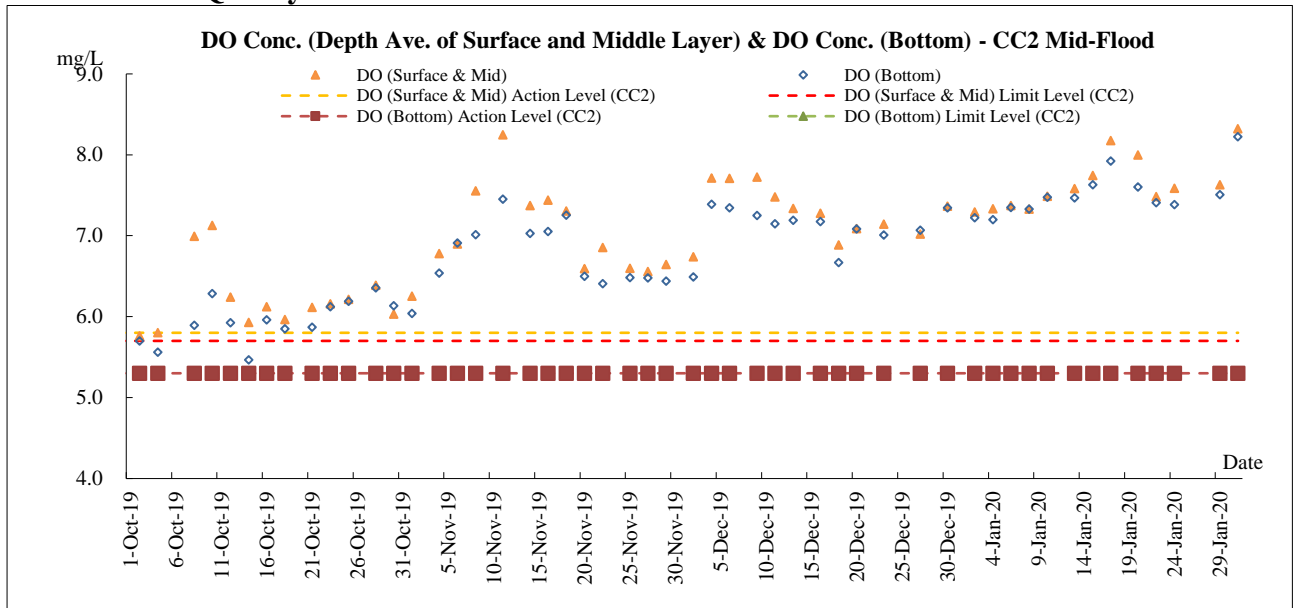 DO Conc. (Depth Ave. of Surface and Middle Layer) & DO Conc. (Bottom) - CC2 Mid-Flood
mg/L
DO (Surface & Mid)
DO (Bottom)
DO (Surface & Mid) Action Level (CC2)
DO (Surface & Mid) Limit Level (CC2)
DO (Bottom) Action Level (CC2)
DO (Bottom) Limit Level (CC2)
9.0
8.0
7.0
6.0
5.0
4.0
Date
1-Oct-19
6-Oct-19
11-Oct-19
16-Oct-19
21-Oct-19
26-Oct-19
31-Oct-19
5-Nov-19
10-Nov-19
15-Nov-19
20-Nov-19
25-Nov-19
30-Nov-19
5-Dec-19
10-Dec-19
15-Dec-19
20-Dec-19
25-Dec-19
30-Dec-19
4-Jan-20
9-Jan-20
14-Jan-20
19-Jan-20
24-Jan-20
29-Jan-20